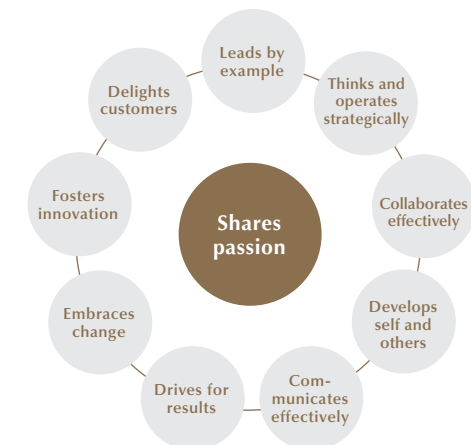 Leads by
example
Thinks and
operates
strategically
Collaborates
effectively
Develops
self and
others
Com-
municates
effectively
Drives for
results
Embraces
change
Fosters
innovation
Delights
customers
Shares
passion